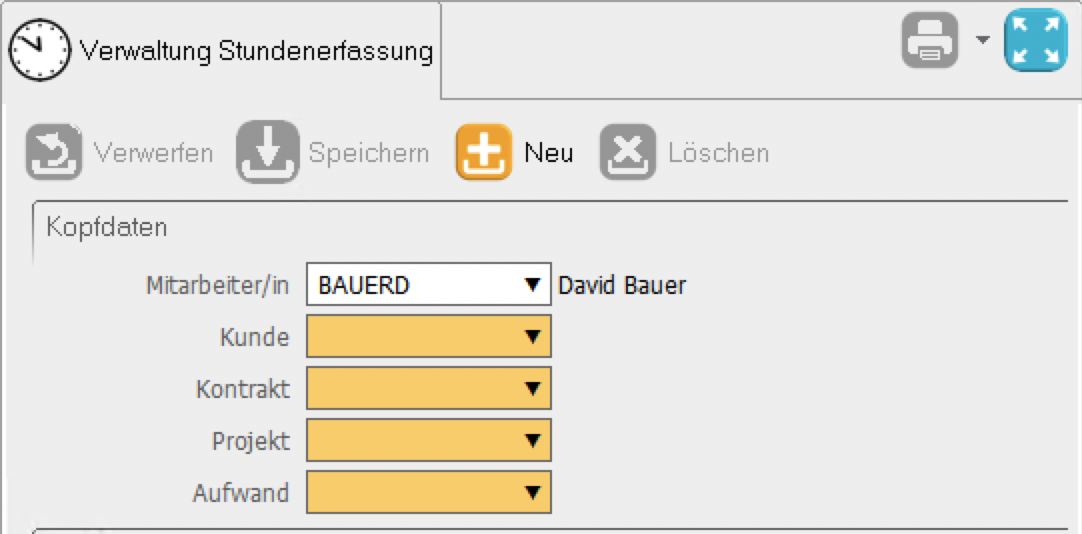 Verwaltung Stundenerfassung
Verwerfen Speichern Neu Löschen
Kopfdaten
Mitarbeiter/in BAUERD David Bauer
Kunde
Kontrakt
Projekt
Aufwand